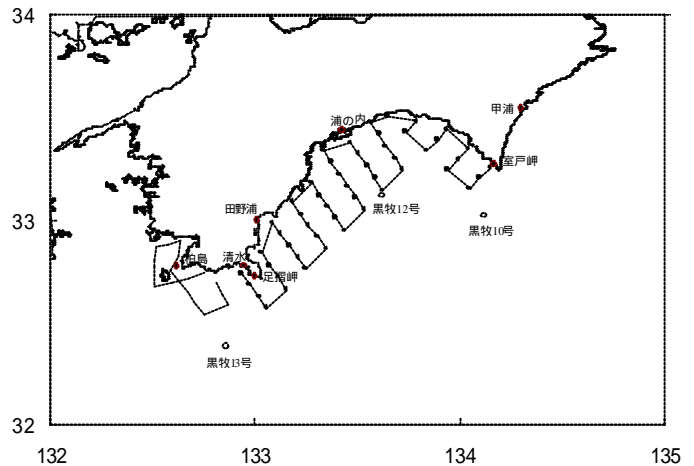 34
甲浦
浦の内
室戸岬
黒牧12号
田野浦
黒牧10号
33
柏島
清水
足摺岬
黒牧13号
32
132
133
134
135